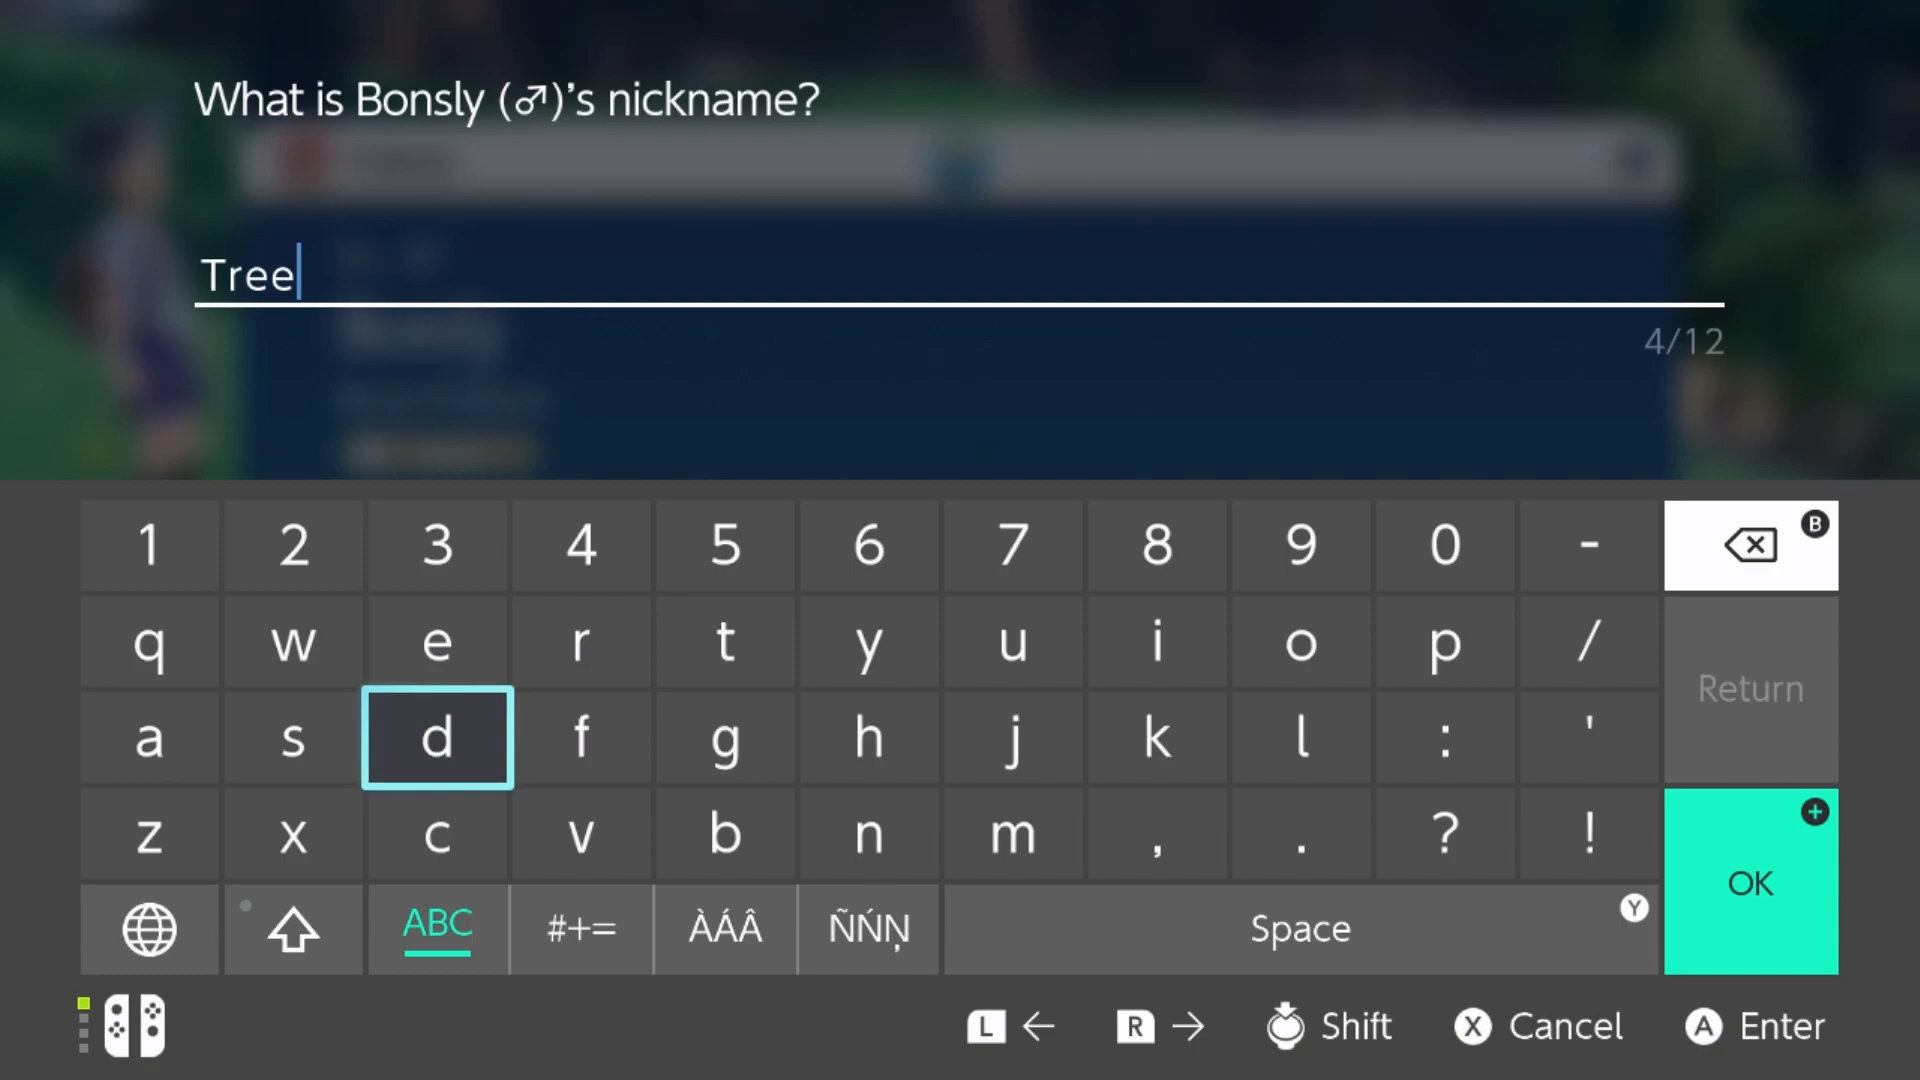 What is Bonsly (♂)’s nickname?
Tree
4/12
1 2 3 4 5 6 7 8 9 0 -
B
q w e r t y u i o p /
Return
a s d f g h j k l : '
z x c v b n m , . ? !
+
OK
ABC #+= ÀÁÂ ÑŃŅ Space
Y
L ← R → Shift X Cancel A Enter